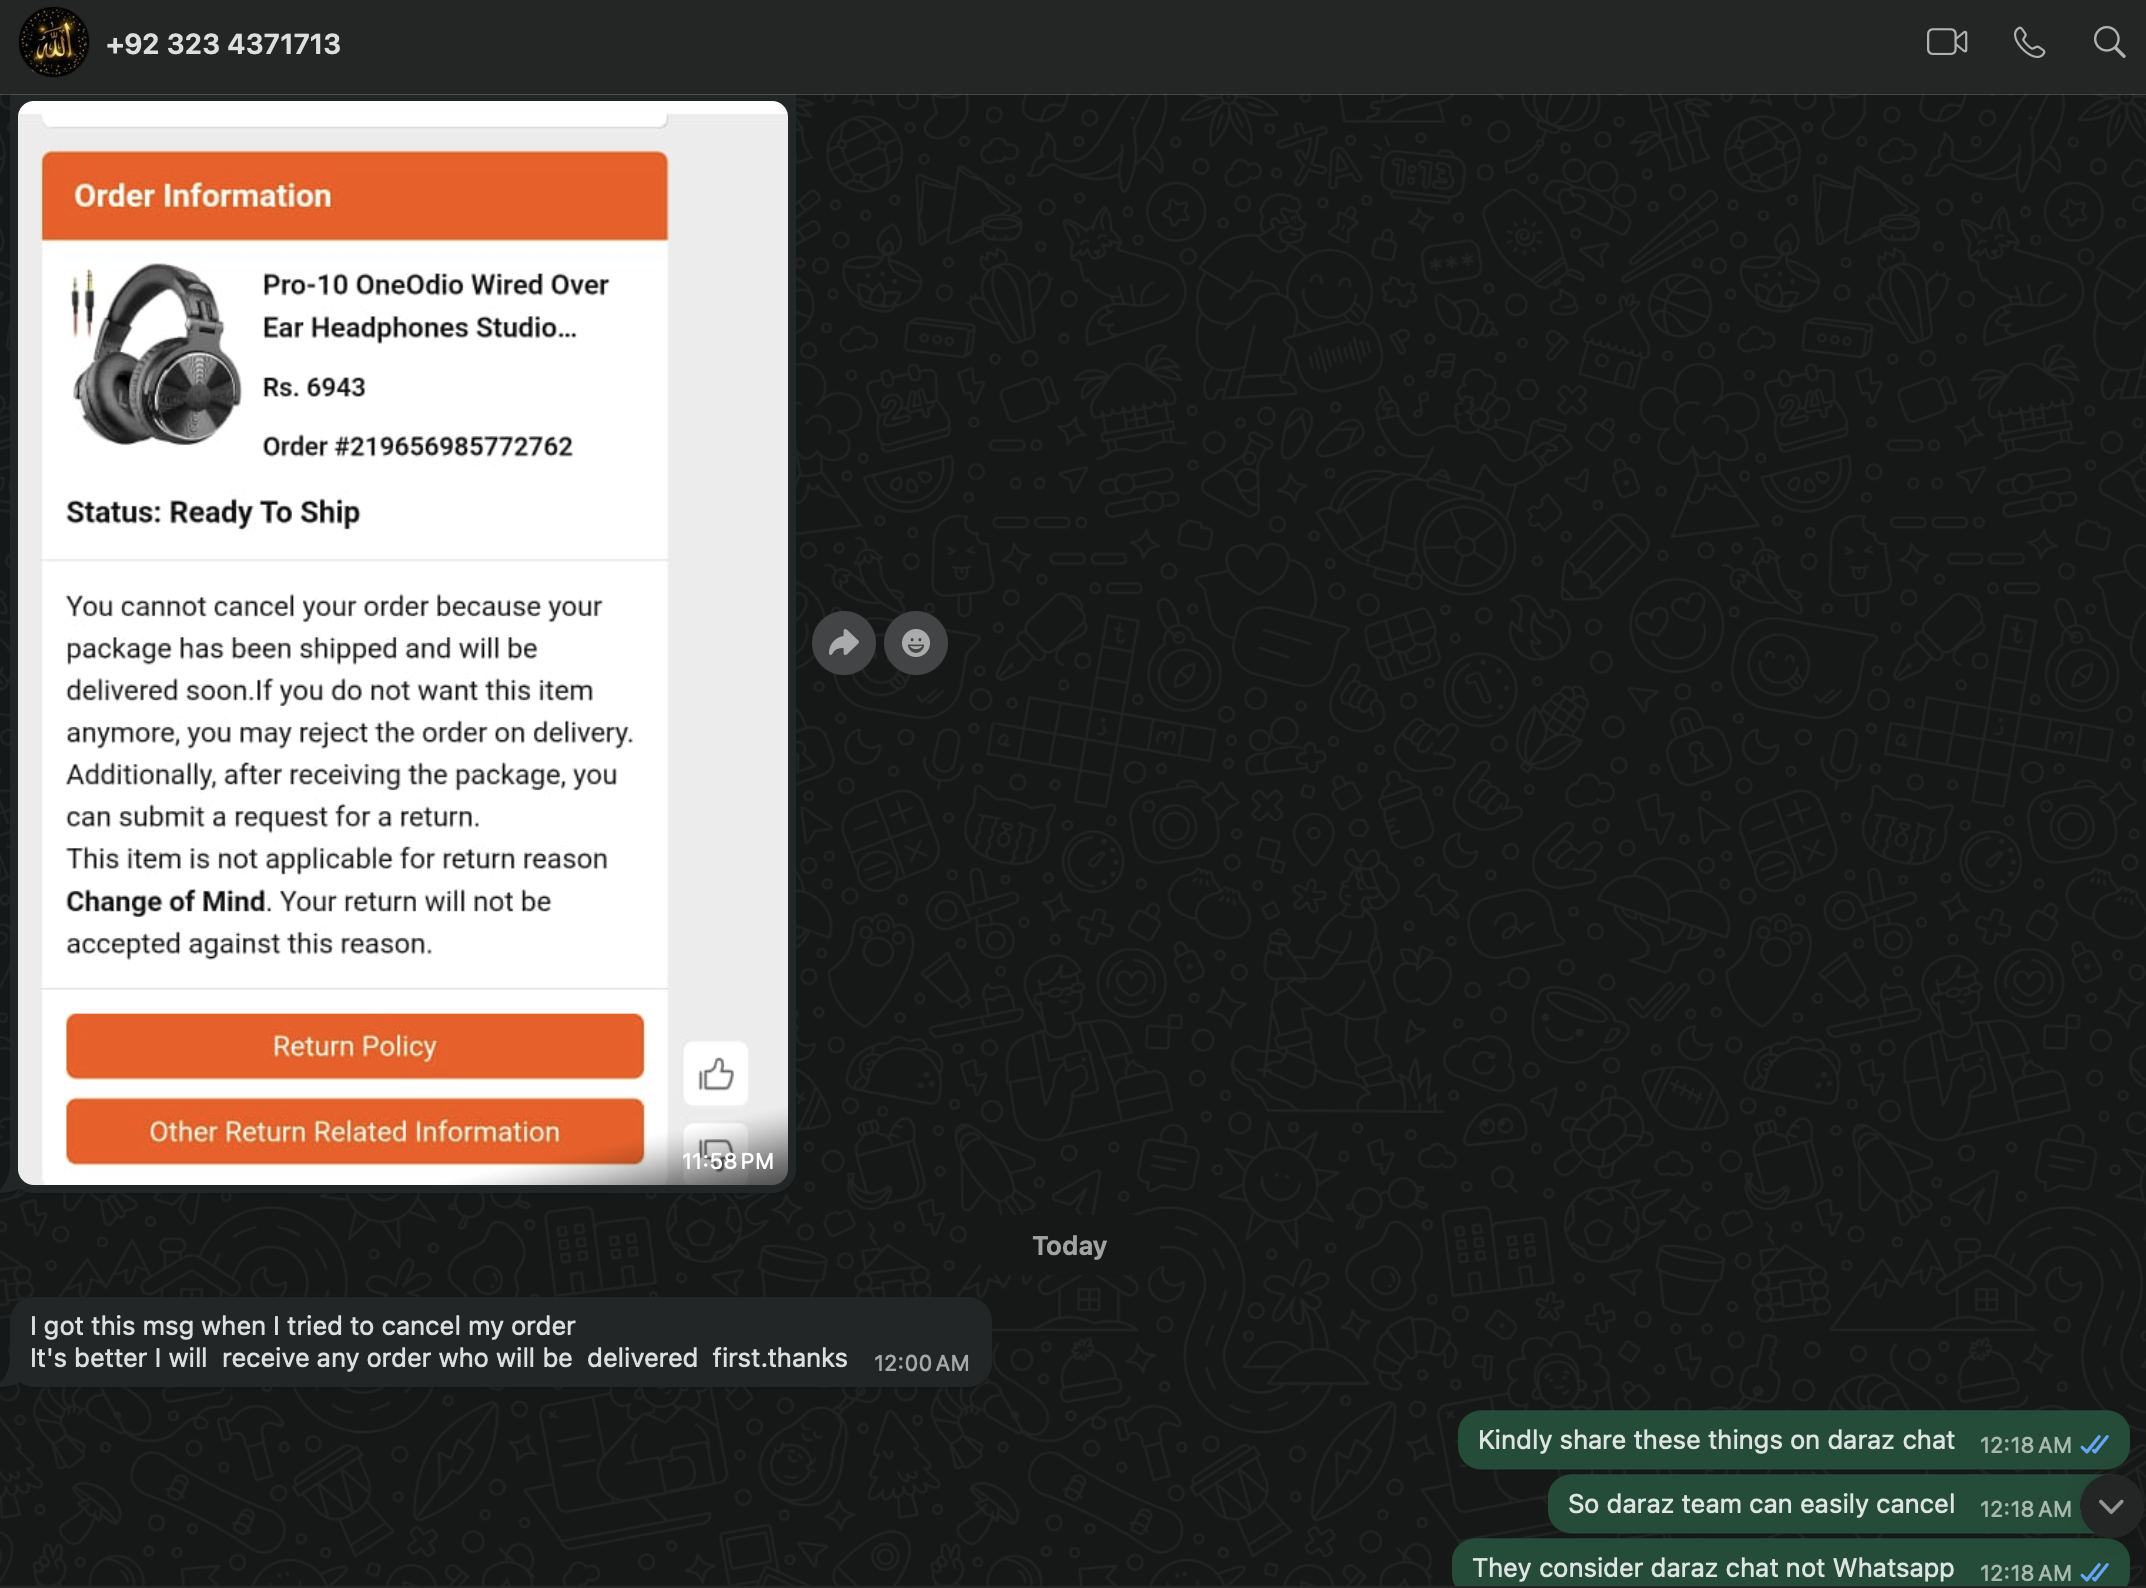 +92 323 4371713
Order Information
Pro-10 OneOdio Wired Over
Ear Headphones Studio...
Rs. 6943
Order #219656985772762
Status: Ready To Ship
You cannot cancel your order because your
package has been shipped and will be
delivered soon.If you do not want this item
anymore, you may reject the order on delivery.
Additionally, after receiving the package, you
can submit a request for a return.
This item is not applicable for return reason
Change of Mind. Your return will not be
accepted against this reason.
Return Policy
Other Return Related Information
11:58 PM
Today
I got this msg when I tried to cancel my order
It's better I will  receive any order who will be  delivered  first.thanks 12:00 AM
Kindly share these things on daraz chat 12:18 AM
So daraz team can easily cancel 12:18 AM
They consider daraz chat not Whatsapp 12:18 AM